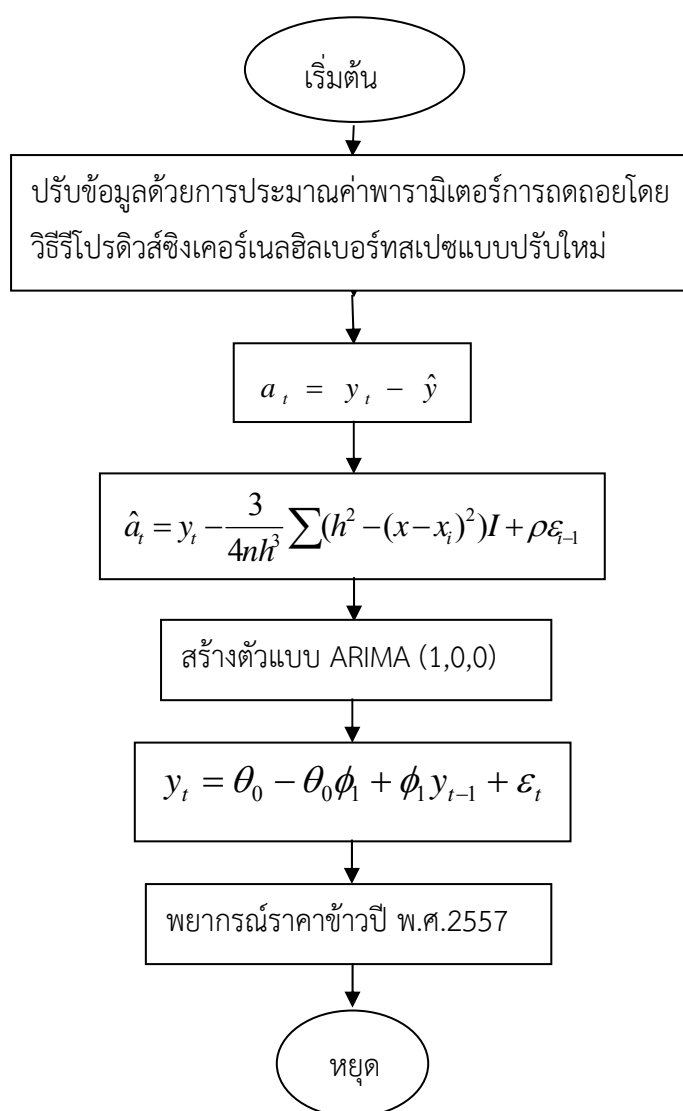 เริ่มต้น
ปรับข้อมูลด้วยการประมาณค่าพารามิเตอร์การถดถอยโดย
วิธีรีโปรดิวส์ซิงเคอร์เนลฮิลเบอร์ทสเปซแบบปรับใหม่
a_t = y_t − ŷ
â_t = y_t − \frac{3}{4nh^3} ∑(h^2 − (x − x_i)^2)I + ρε_{i−1}
สร้างตัวแบบ ARIMA (1,0,0)
y_t = θ_0 − θ_0ϕ_1 + ϕ_1y_{t−1} + ε_t
พยากรณ์ราคาข้าวปี พ.ศ.2557
หยุด